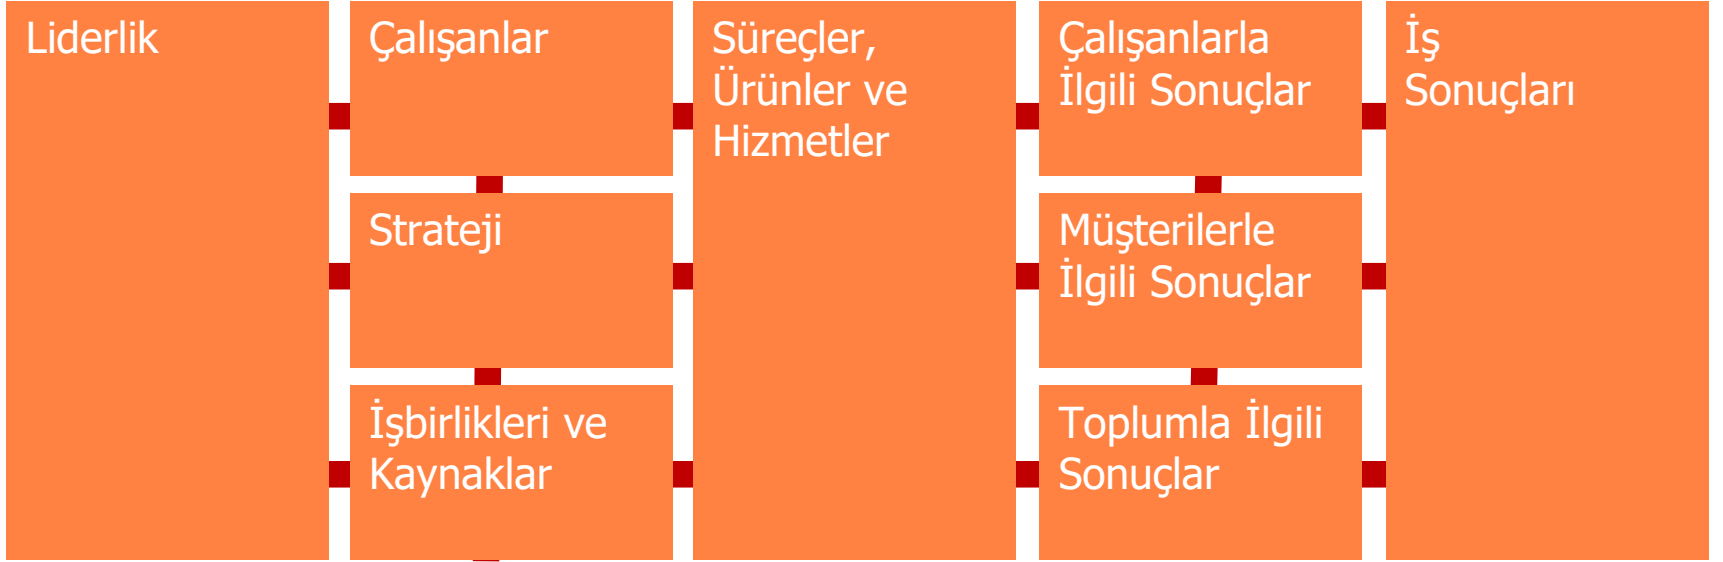 Liderlik
Çalışanlar
Strateji
İşbirlikleri ve
Kaynaklar
Süreçler,
Ürünler ve
Hizmetler
Çalışanlarla
İlgili Sonuçlar
Müşterilerle
İlgili Sonuçlar
Toplumla İlgili
Sonuçlar
İş
Sonuçları